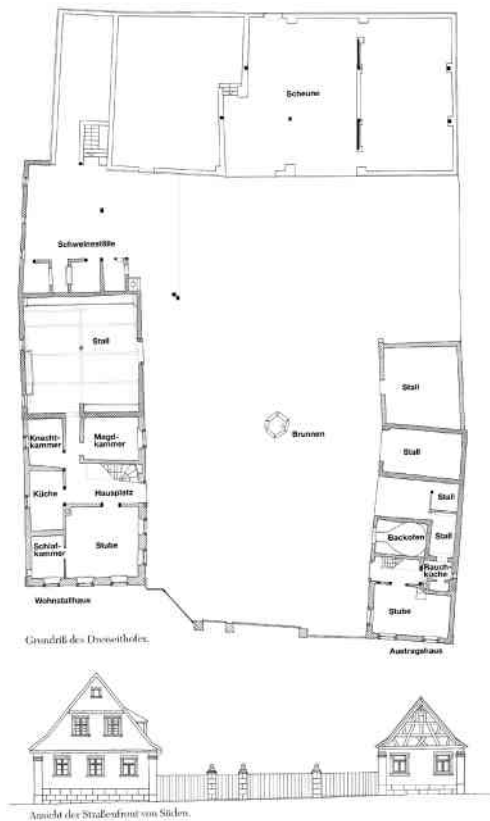 Scheune
Schweineställe
Stall
Stall
Knecht-
kammer
Magd-
kammer
Brunnen
Stall
Küche
Hausplatz
Stall
Backofen
Stall
Schlaf-
kammer
Stube
Rauch-
küche
Stube
Wohnstallhaus
Austragshaus
Grundriß des Dreiseithofes.
Ansicht der Straßenfront von Süden.